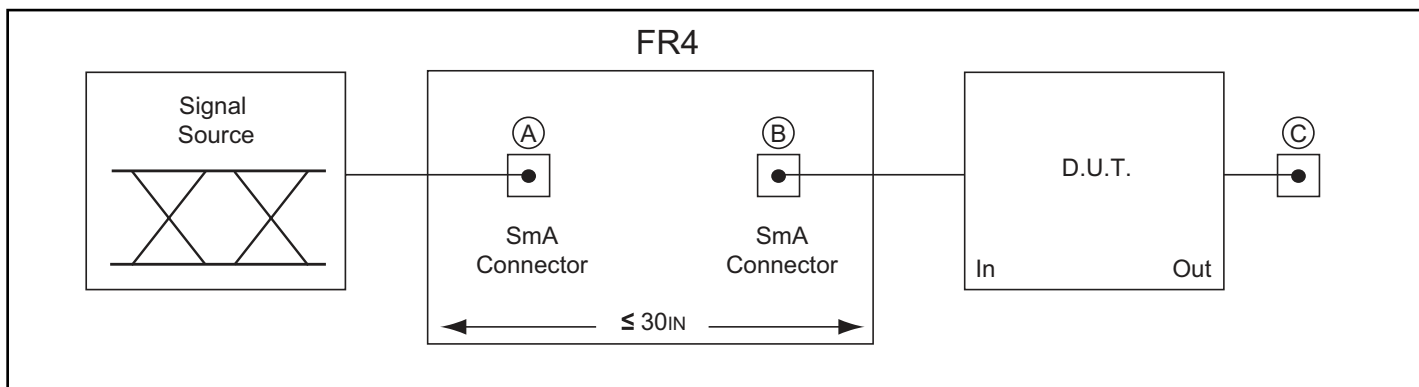 FR4
Signal
Source
A
B
C
D.U.T.
SmA
Connector
SmA
Connector
In
Out
≤ 30IN